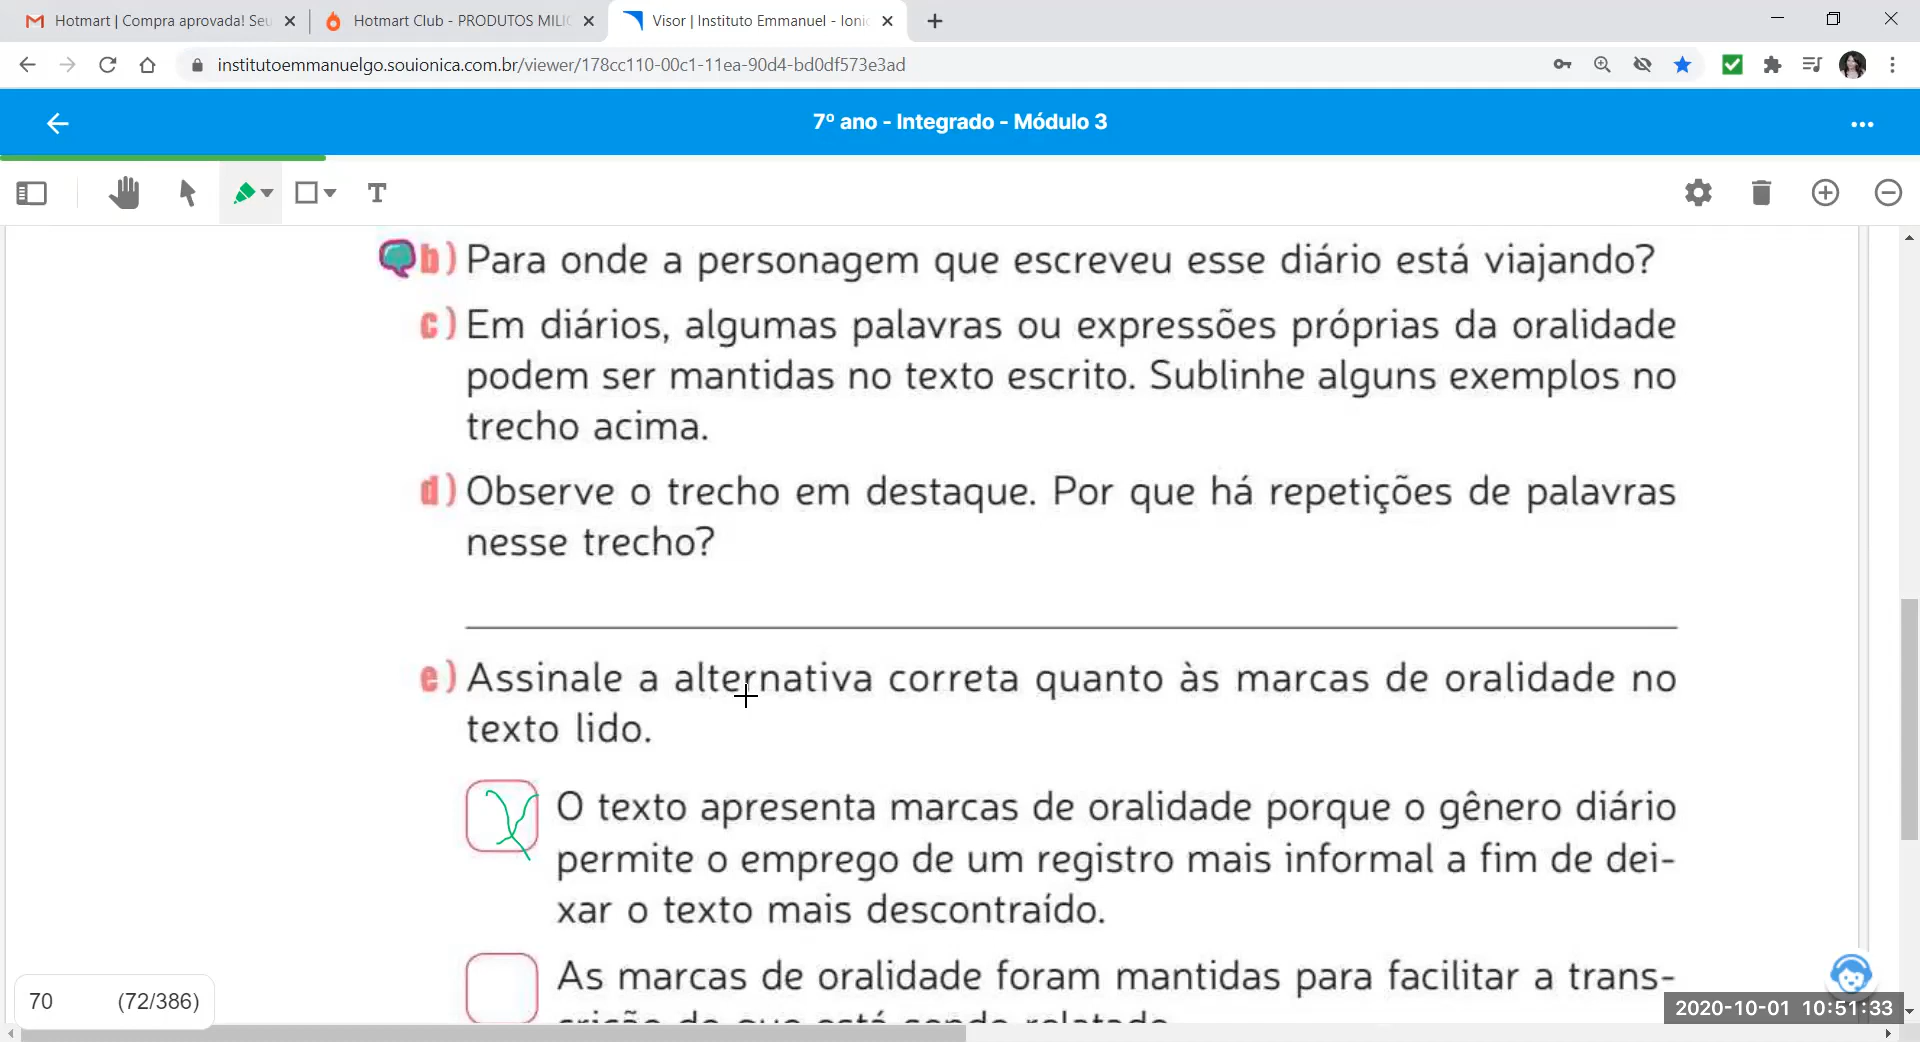 Hotmart | Compra aprovada! Seu
Hotmart Club - PRODUTOS MILI
Visor | Instituto Emmanuel - Ioni
institutoemmanuelgo.souionica.com.br/viewer/178cc110-00c1-11ea-90d4-bd0df573e3ad
7º ano - Integrado - Módulo 3
T
b) Para onde a personagem que escreveu esse diário está viajando?
c) Em diários, algumas palavras ou expressões próprias da oralidade
podem ser mantidas no texto escrito. Sublinhe alguns exemplos no
trecho acima.
d) Observe o trecho em destaque. Por que há repetições de palavras
nesse trecho?
e) Assinale a alternativa correta quanto às marcas de oralidade no
texto lido.
X
O texto apresenta marcas de oralidade porque o gênero diário
permite o emprego de um registro mais informal a fim de dei-
xar o texto mais descontraído.
As marcas de oralidade foram mantidas para facilitar a trans-
crição do que está sendo relatado.
70 (72/386)
2020-10-01 10:51:33